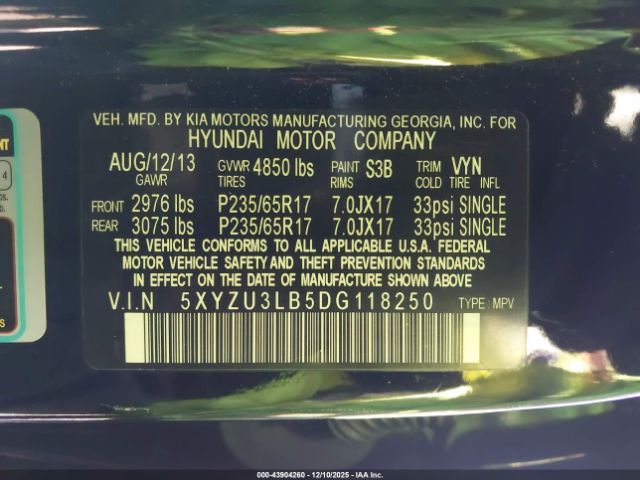 VEH. MFD. BY KIA MOTORS MANUFACTURING GEORGIA, INC. FOR
HYUNDAI MOTOR COMPANY
AUG/12/13 GVWR 4850 lbs PAINT S3B TRIM VYN
GAWR TIRES RIMS COLD TIRE INFL
FRONT 2976 lbs P235/65R17 7.0JX17 33psi SINGLE
REAR 3075 lbs P235/65R17 7.0JX17 33psi SINGLE
THIS VEHICLE CONFORMS TO ALL APPLICABLE U.S.A. FEDERAL
MOTOR VEHICLE SAFETY AND THEFT PREVENTION STANDARDS
IN EFFECT ON THE DATE OF MANUFACTURE SHOWN ABOVE
V.I.N 5XYZU3LB5DG118250 TYPE: MPV
4
000-43904260 - 12/10/2025 - IAA Inc.